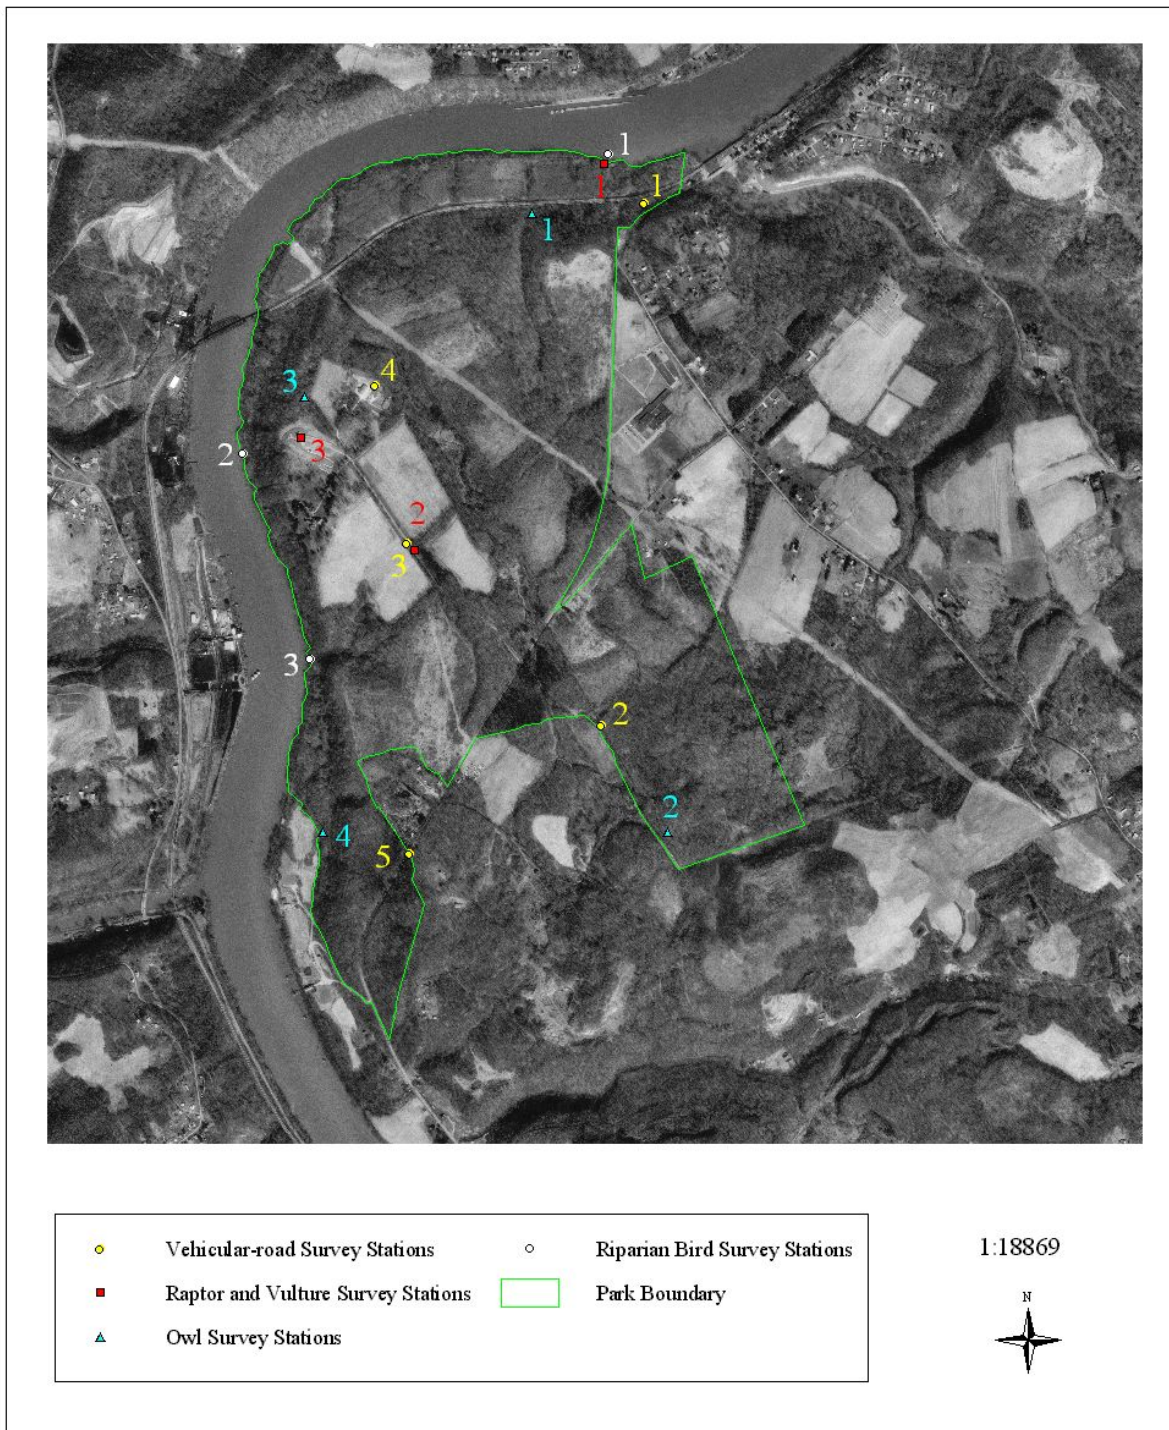 1
1
1
1
4
3
3
2
2
3
3
2
2
4
5
Vehicular-road Survey Stations
Riparian Bird Survey Stations
1:18869
Raptor and Vulture Survey Stations
Park Boundary
N
Owl Survey Stations